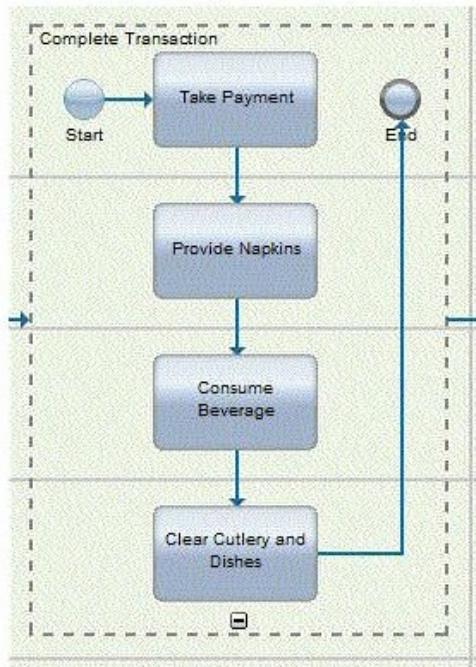 Complete Transaction
Take Payment
Start
End
Provide Napkins
Consume
Beverage
Clear Cutlery and
Dishes